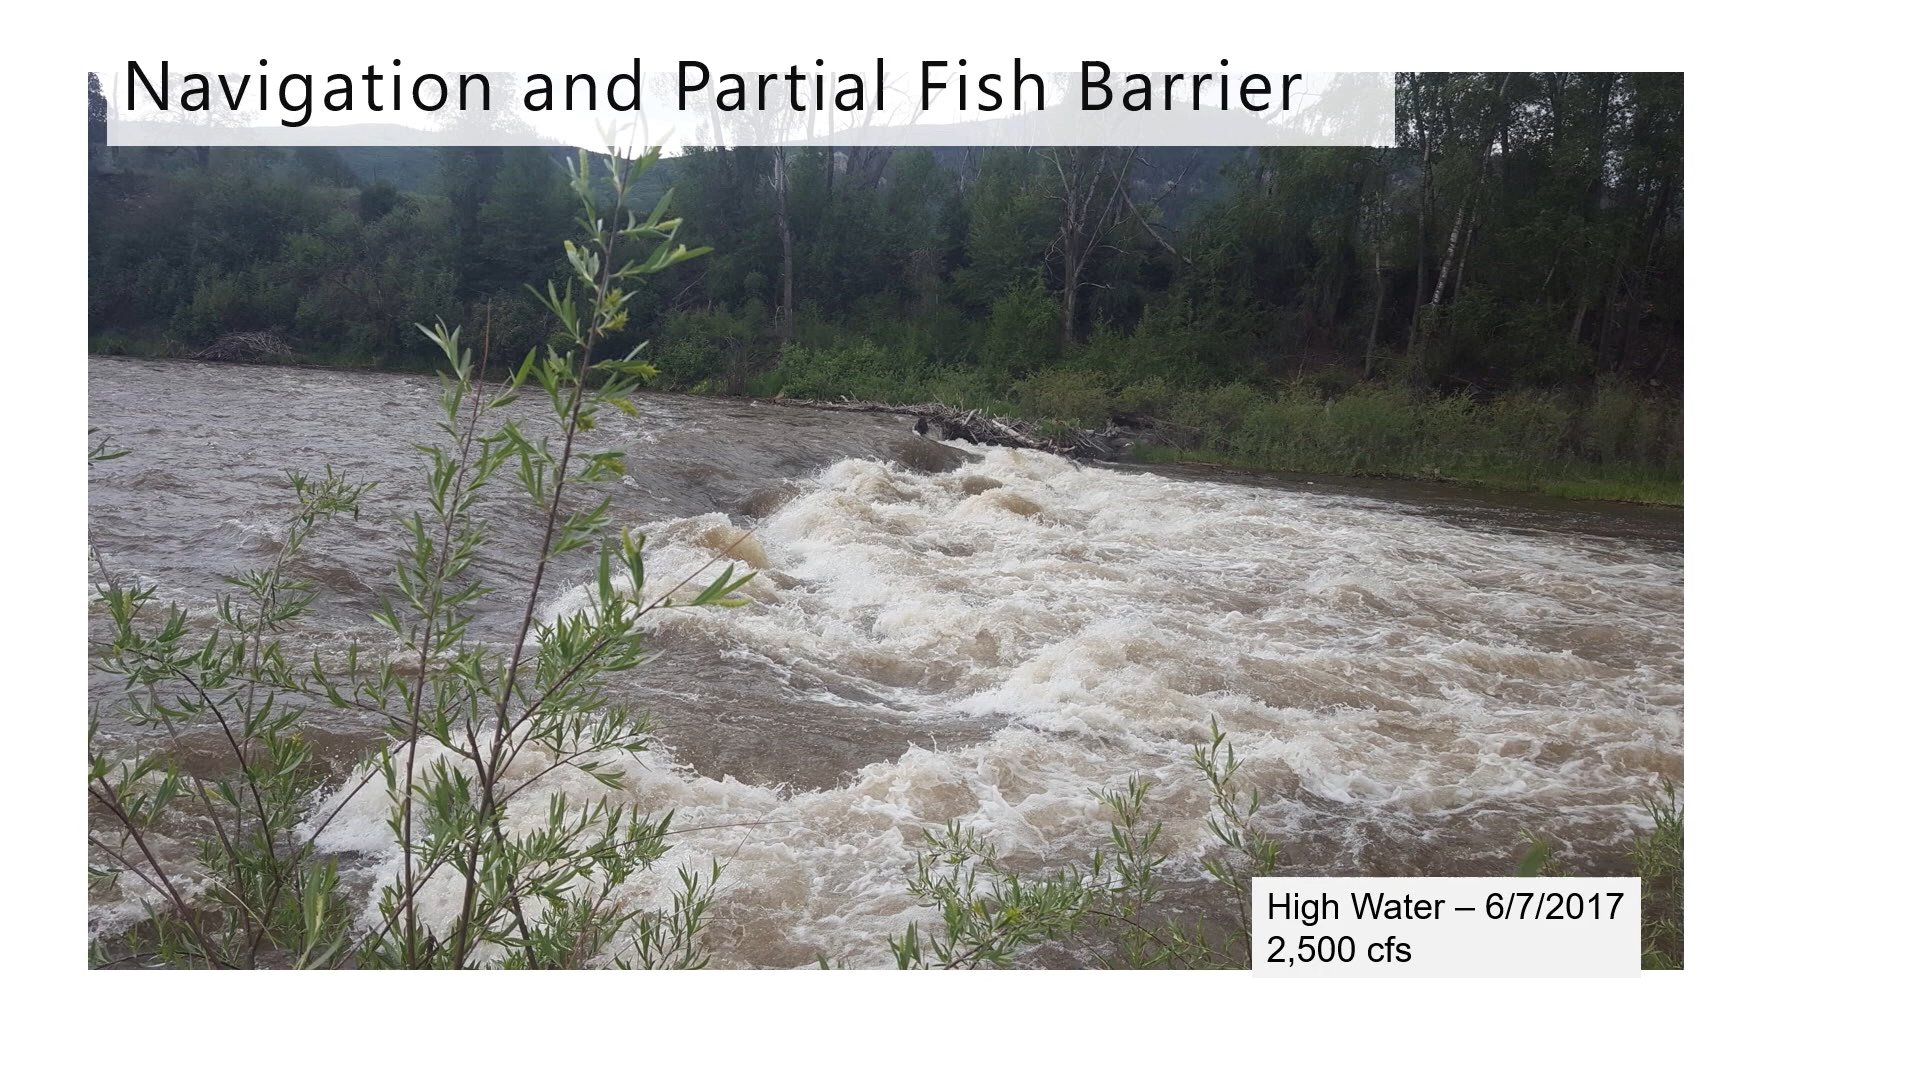 Navigation and Partial Fish Barrier
High Water – 6/7/2017
2,500 cfs